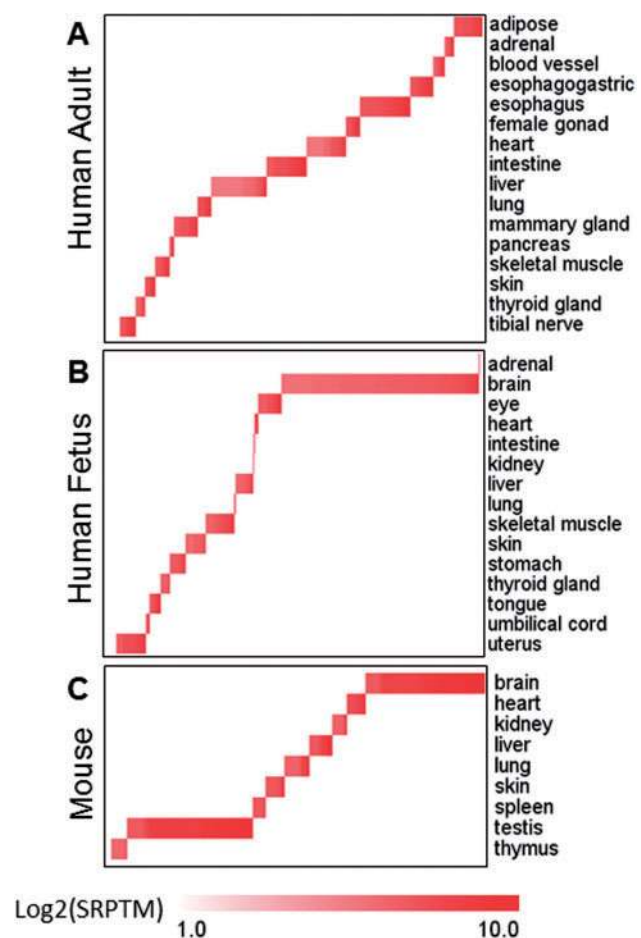 A
Human Adult
adipose
adrenal
blood vessel
esophagogastric
esophagus
female gonad
heart
intestine
liver
lung
mammary gland
pancreas
skeletal muscle
skin
thyroid gland
tibial nerve
B
Human Fetus
adrenal
brain
eye
heart
intestine
kidney
liver
lung
skeletal muscle
skin
stomach
thyroid gland
tongue
umbilical cord
uterus
C
Mouse
brain
heart
kidney
liver
lung
skin
spleen
testis
thymus
Log2(SRPTM)
1.0 10.0